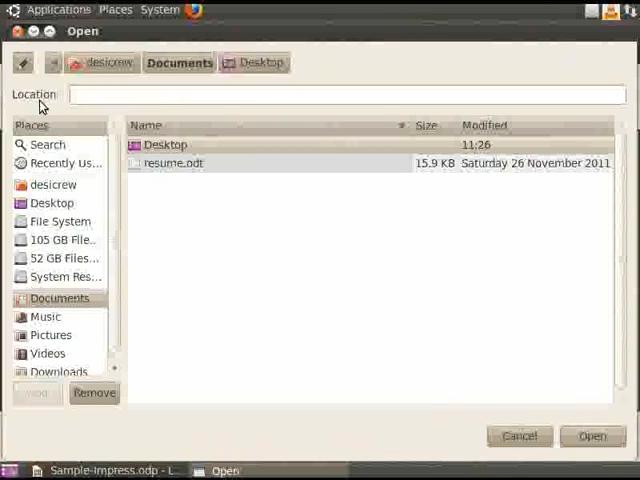 Applications Places System
Open
desicrew Documents Desktop
Location
Places
Search
Recently Us...
desicrew
Desktop
File System
105 GB File..
52 GB Files...
System Res...
Documents
Music
Pictures
Videos
Downloads
Name Size Modified
Desktop 11:26
resume.odt 15.9 KB Saturday 26 November 2011
Add Remove
Cancel Open
Sample-Impress.odp - L... Open